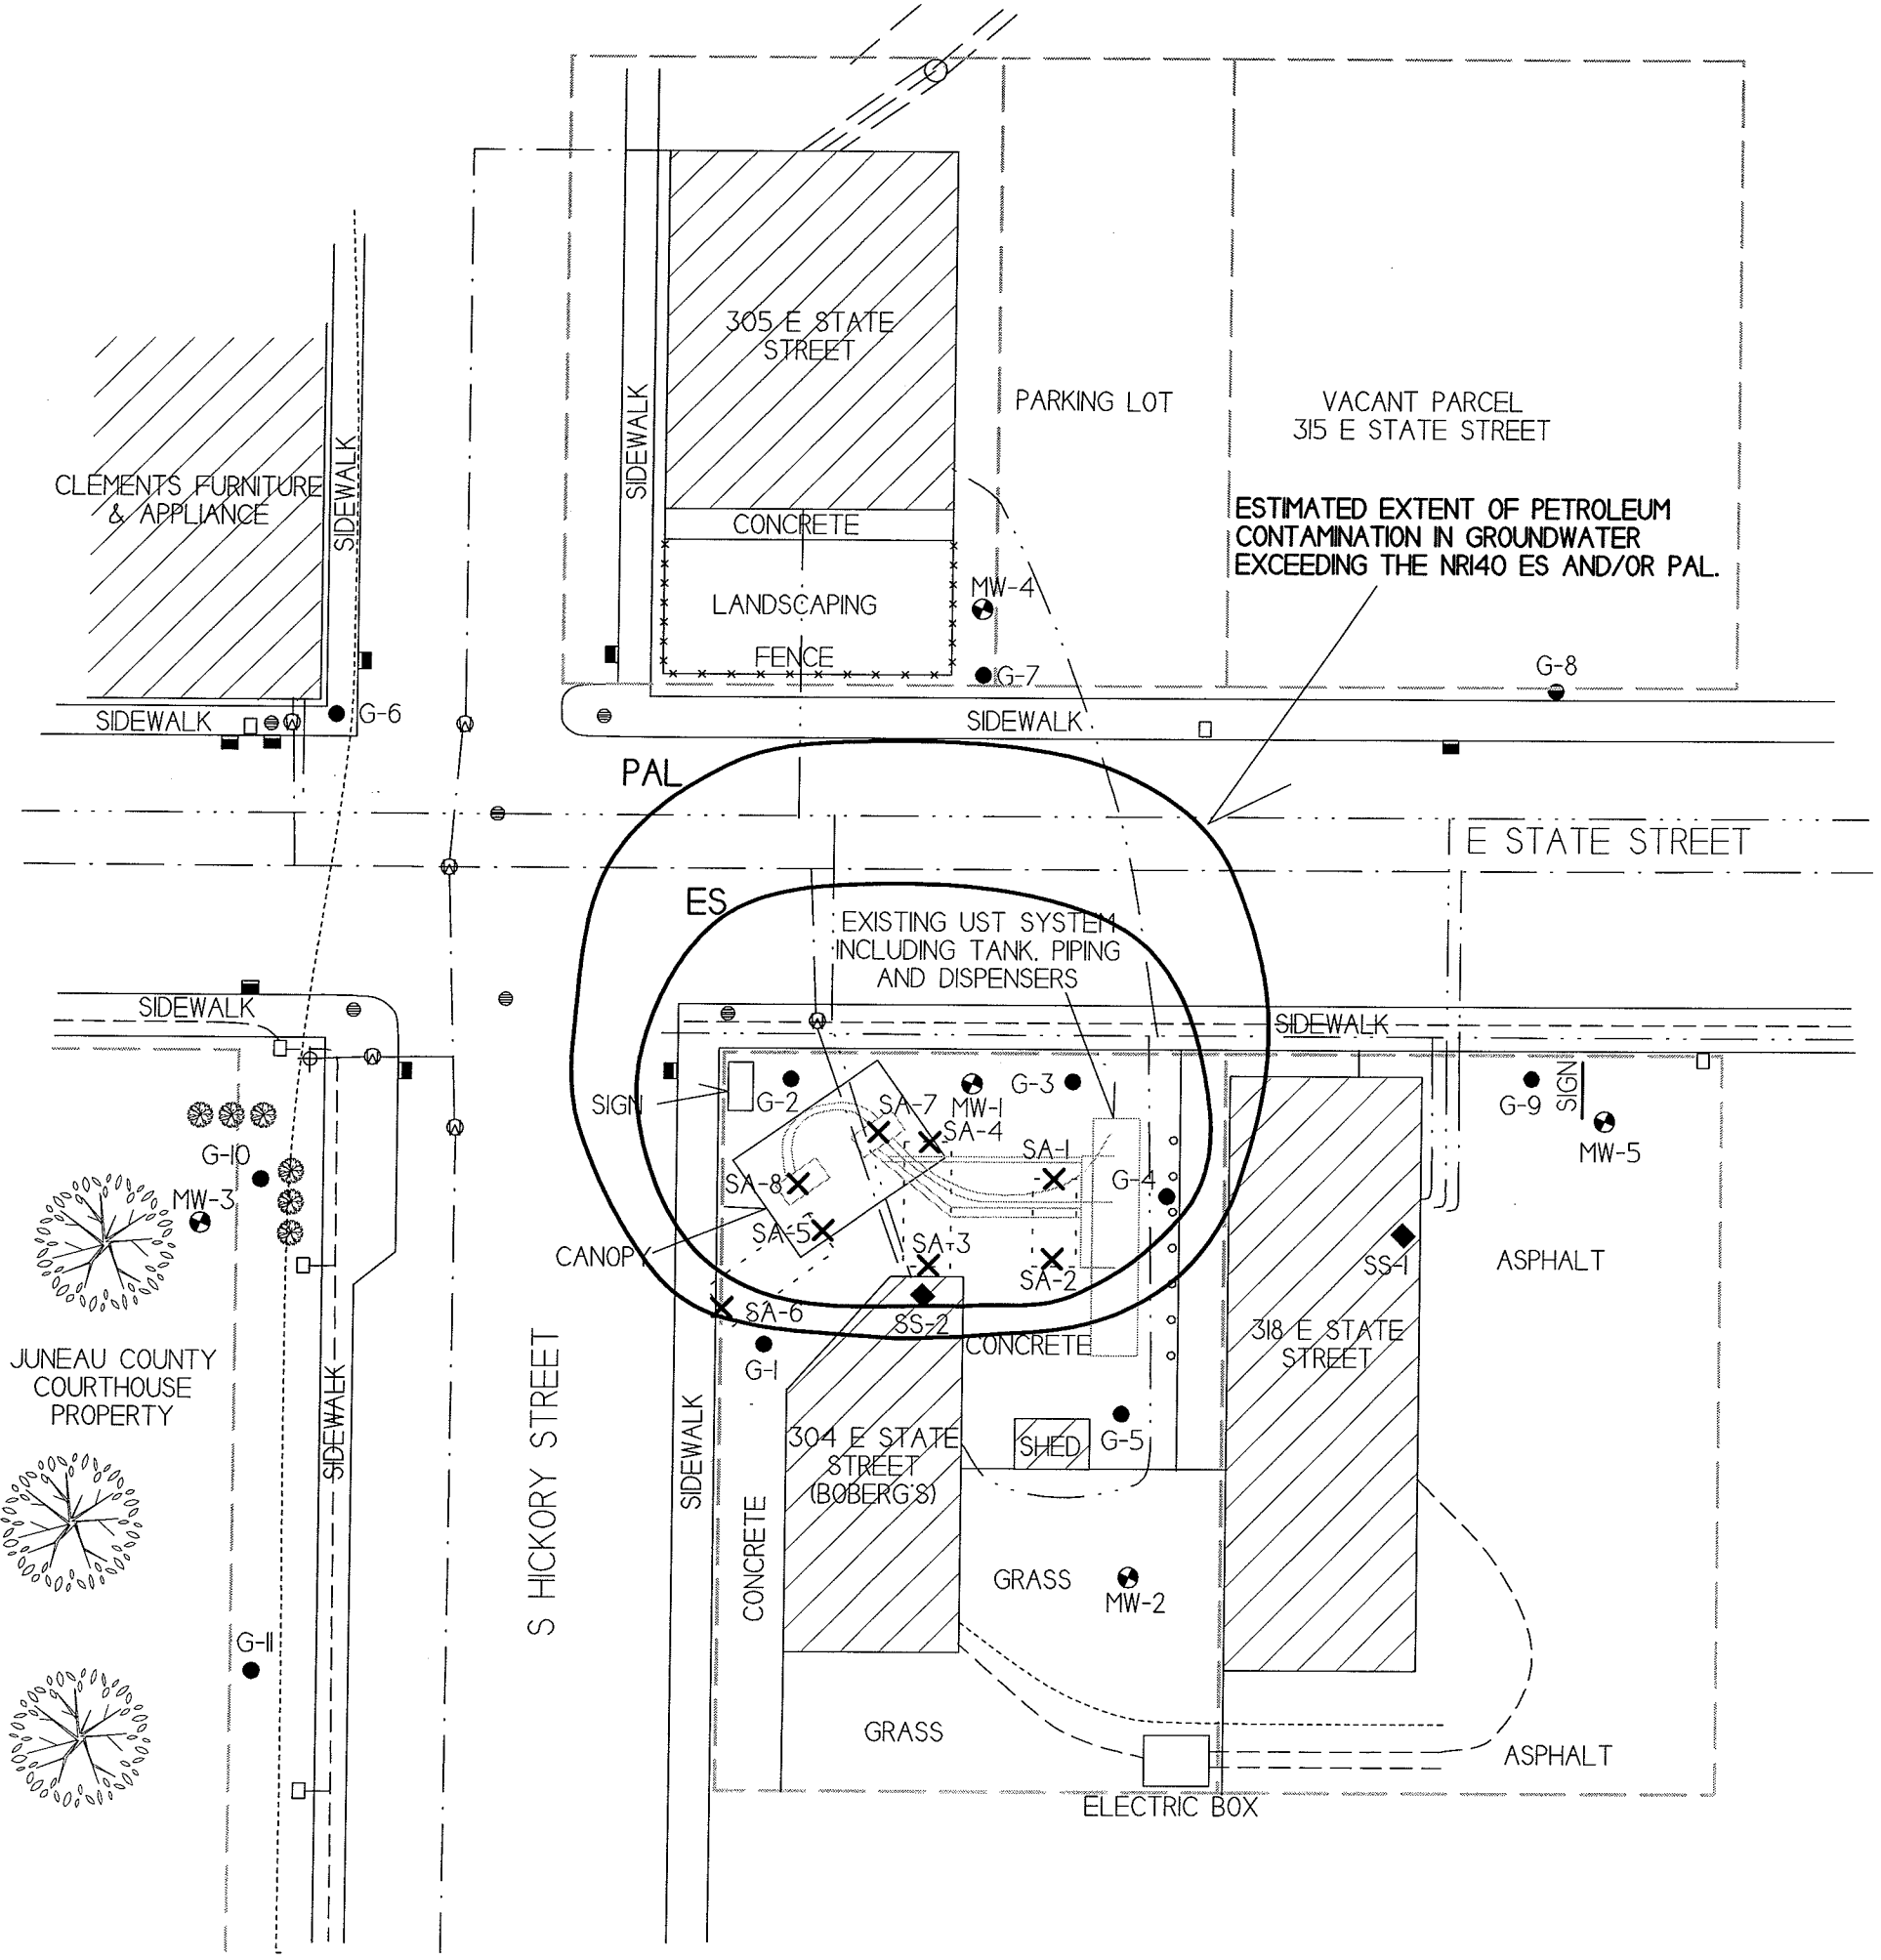 305 E STATE
STREET
PARKING LOT
VACANT PARCEL
315 E STATE STREET
SIDEWALK
SIDEWALK
CLEMENTS FURNITURE
& APPLIANCE
ESTIMATED EXTENT OF PETROLEUM
CONTAMINATION IN GROUNDWATER
EXCEEDING THE NR140 ES AND/OR PAL.
CONCRETE
MW-4
LANDSCAPING
FENCE
G-7
G-8
SIDEWALK
G-6
SIDEWALK
PAL
E STATE STREET
ES
EXISTING UST SYSTEM
INCLUDING TANK, PIPING
AND DISPENSERS
SIDEWALK
SIDEWALK
SIGN
G-2
SA-7
MW-1
SA-4
G-3
G-9
SIGN
MW-5
G-10
MW-3
SA-8
SA-1
G-4
CANOPY
SA-5
SA-3
SA-2
SS-1
ASPHALT
SA-6
SS-2
G-1
CONCRETE
318 E STATE
STREET
JUNEAU COUNTY
COURTHOUSE
PROPERTY
SIDEWALK
S HICKORY STREET
SIDEWALK
304 E STATE
STREET
(BOBERG'S)
SHED
G-5
CONCRETE
GRASS
MW-2
G-11
GRASS
ASPHALT
ELECTRIC BOX